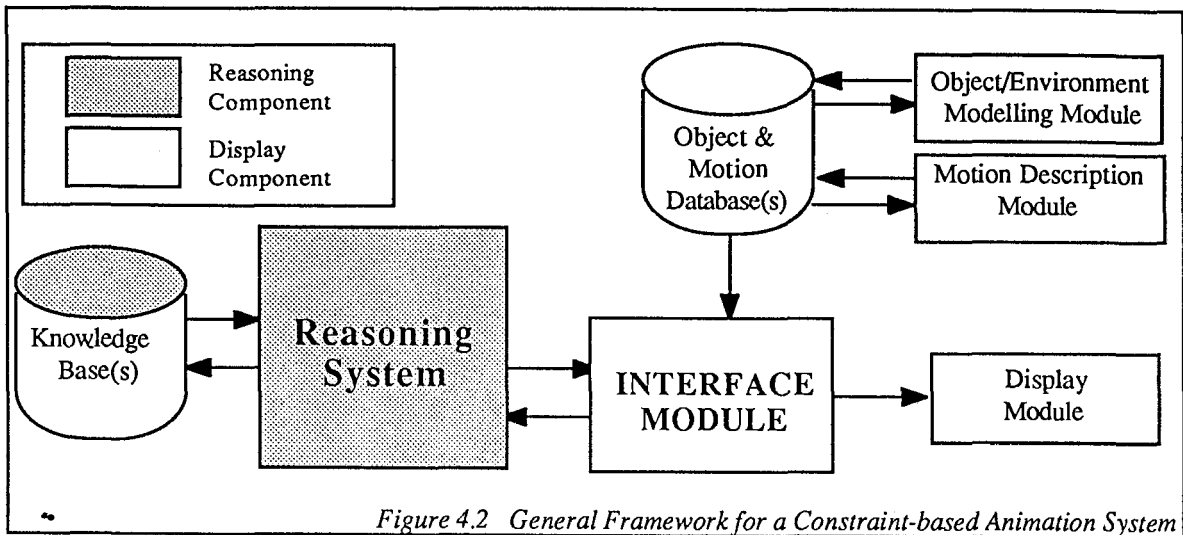 Reasoning
Component
Display
Component
Object &
Motion
Database(s)
Object/Environment
Modelling Module
Motion Description
Module
Knowledge
Base(s)
Reasoning
System
INTERFACE
MODULE
Display
Module
Figure 4.2 General Framework for a Constraint-based Animation System